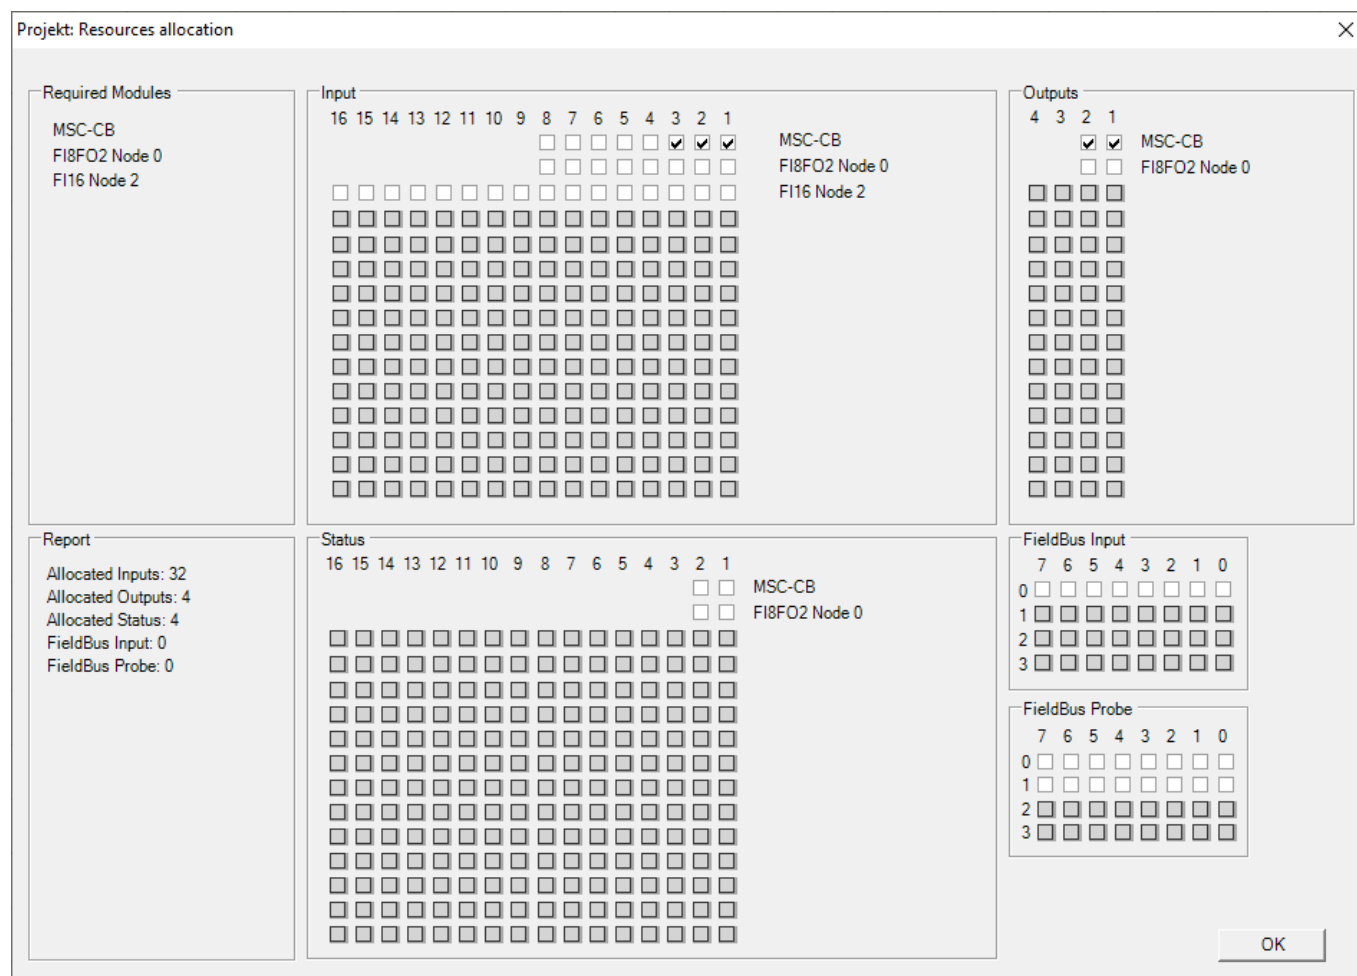 Projekt: Resources allocation
Required Modules
MSC-CB
FI8FO2 Node 0
FI16 Node 2
Input
16 15 14 13 12 11 10 9 8 7 6 5 4 3 2 1
MSC-CB
FI8FO2 Node 0
FI16 Node 2
Outputs
4 3 2 1
MSC-CB
FI8FO2 Node 0
Report
Allocated Inputs: 32
Allocated Outputs: 4
Allocated Status: 4
FieldBus Input: 0
FieldBus Probe: 0
Status
16 15 14 13 12 11 10 9 8 7 6 5 4 3 2 1
MSC-CB
FI8FO2 Node 0
FieldBus Input
7 6 5 4 3 2 1 0
0
1
2
3
FieldBus Probe
7 6 5 4 3 2 1 0
0
1
2
3
OK